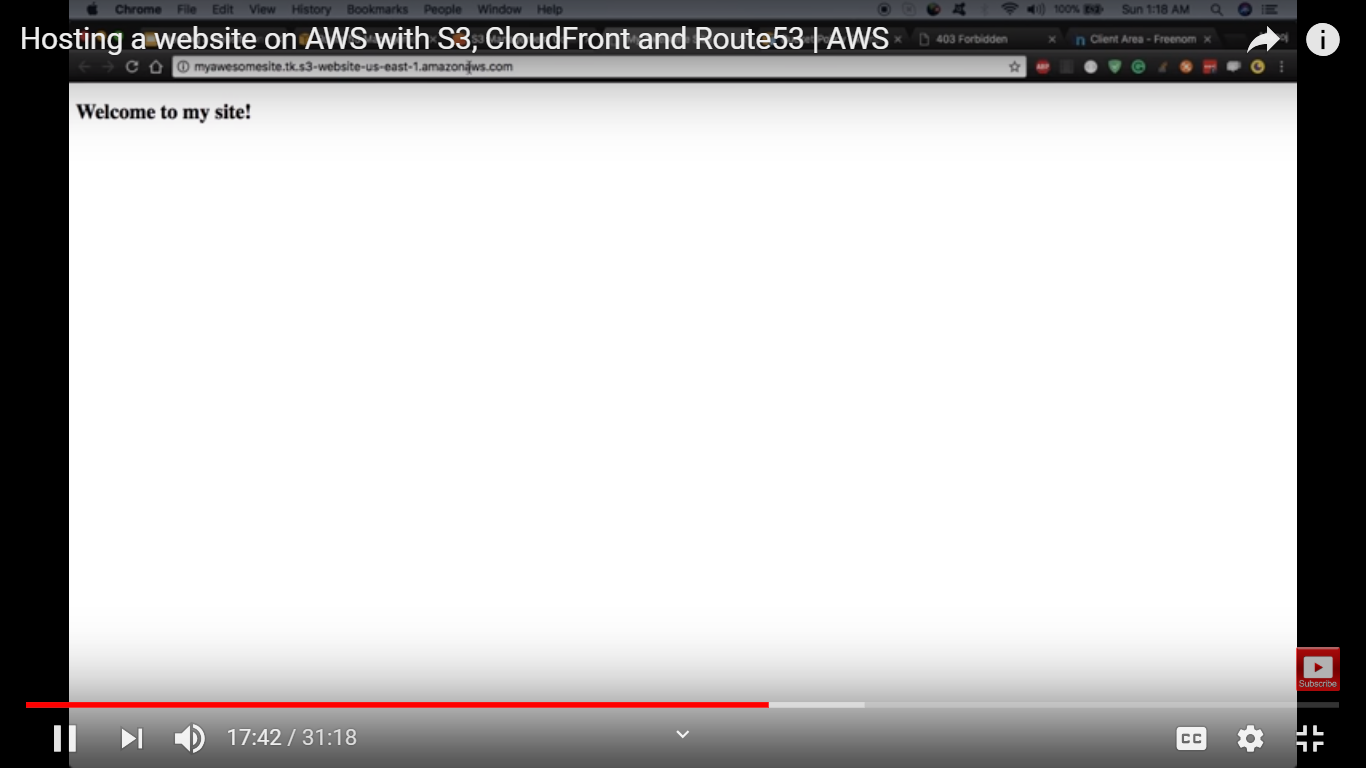 Chrome File Edit View History Bookmarks People Window Help 100% Sun 1:18 AM
Hosting a website on AWS with S3, CloudFront and Route53 | AWS
403 Forbidden
Client Area - Freenom
myawesomesite.tk.s3-website-us-east-1.amazonaws.com
Welcome to my site!
Subscribe
17:42 / 31:18
CC